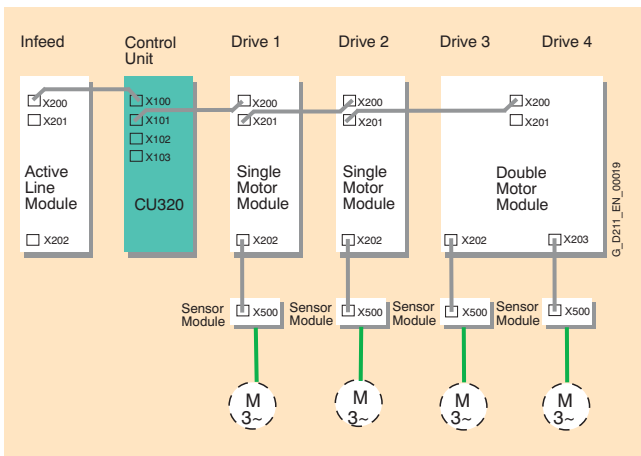 Infeed
Control
Unit
Drive 1
Drive 2
Drive 3
Drive 4
X200
X201
Active
Line
Module
X202
X100
X101
X102
X103
CU320
X200
X201
Single
Motor
Module
X202
X200
X201
Single
Motor
Module
X202
X200
X201
Double
Motor
Module
X202
X203
G_D211_EN_00019
Sensor
Module
X500
Sensor
Module
X500
Sensor
Module
X500
Sensor
Module
X500
M
3~
M
3~
M
3~
M
3~